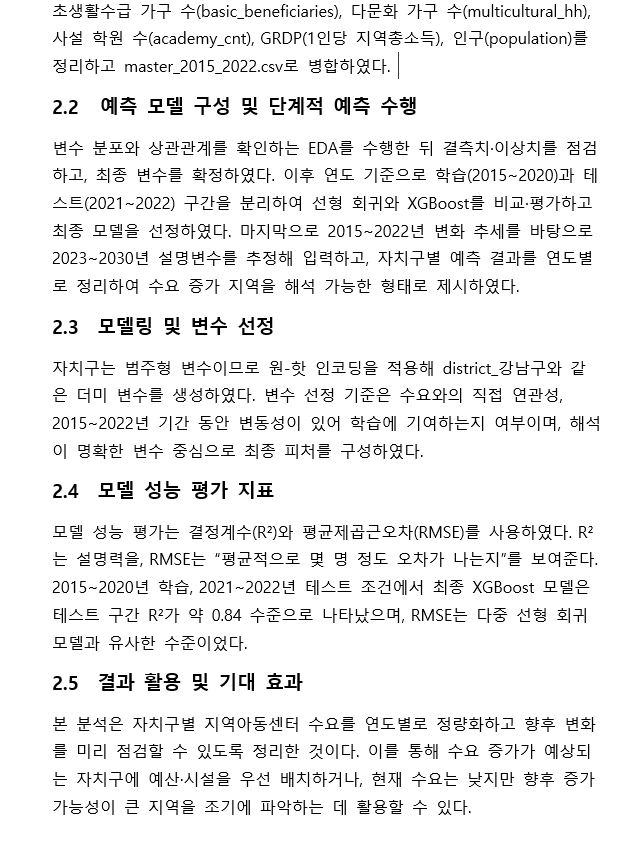 초생활수급 가구 수(basic_beneficiaries), 다문화 가구 수(multicultural_hh),
사설 학원 수(academy_cnt), GRDP(1인당 지역총소득), 인구(population)를
정리하고 master_2015_2022.csv로 병합하였다.
2.2 예측 모델 구성 및 단계적 예측 수행
변수 분포와 상관관계를 확인하는 EDA를 수행한 뒤 결측치·이상치를 점검
하고, 최종 변수를 확정하였다. 이후 연도 기준으로 학습(2015~2020)과 테
스트(2021~2022) 구간을 분리하여 선형 회귀와 XGBoost를 비교·평가하고
최종 모델을 선정하였다. 마지막으로 2015~2022년 변화 추세를 바탕으로
2023~2030년 설명변수를 추정해 입력하고, 자치구별 예측 결과를 연도별
로 정리하여 수요 증가 지역을 해석 가능한 형태로 제시하였다.
2.3 모델링 및 변수 선정
자치구는 범주형 변수이므로 원-핫 인코딩을 적용해 district_강남구와 같
은 더미 변수를 생성하였다. 변수 선정 기준은 수요와의 직접 연관성,
2015~2022년 기간 동안 변동성이 있어 학습에 기여하는지 여부이며, 해석
이 명확한 변수 중심으로 최종 피처를 구성하였다.
2.4 모델 성능 평가 지표
모델 성능 평가는 결정계수(R²)와 평균제곱근오차(RMSE)를 사용하였다. R²
는 설명력을, RMSE는 “평균적으로 몇 명 정도 오차가 나는지”를 보여준다.
2015~2020년 학습, 2021~2022년 테스트 조건에서 최종 XGBoost 모델은
테스트 구간 R²가 약 0.84 수준으로 나타났으며, RMSE는 다중 선형 회귀
모델과 유사한 수준이었다.
2.5 결과 활용 및 기대 효과
본 분석은 자치구별 지역아동센터 수요를 연도별로 정량화하고 향후 변화
를 미리 점검할 수 있도록 정리한 것이다. 이를 통해 수요 증가가 예상되
는 자치구에 예산·시설을 우선 배치하거나, 현재 수요는 낮지만 향후 증가
가능성이 큰 지역을 조기에 파악하는 데 활용할 수 있다.